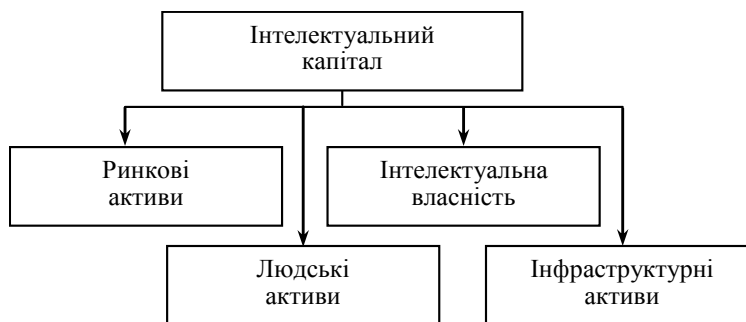 Інтелектуальний
капітал
Ринкові
активи
Інтелектуальна
власність
Людські
активи
Інфраструктурні
активи